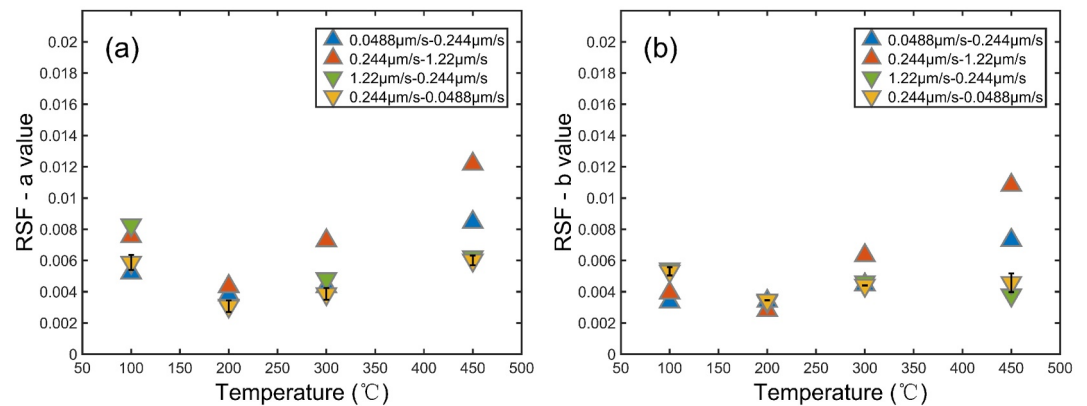 (a)
0.0488μm/s-0.244μm/s
0.244μm/s-1.22μm/s
1.22μm/s-0.244μm/s
0.244μm/s-0.0488μm/s
0.02
0.018
0.016
0.014
0.012
0.01
0.008
0.006
0.004
0.002
0
RSF - a value
50 100 150 200 250 300 350 400 450 500
Temperature (℃)
(b)
0.0488μm/s-0.244μm/s
0.244μm/s-1.22μm/s
1.22μm/s-0.244μm/s
0.244μm/s-0.0488μm/s
0.02
0.018
0.016
0.014
0.012
0.01
0.008
0.006
0.004
0.002
0
RSF - b value
50 100 150 200 250 300 350 400 450 500
Temperature (℃)